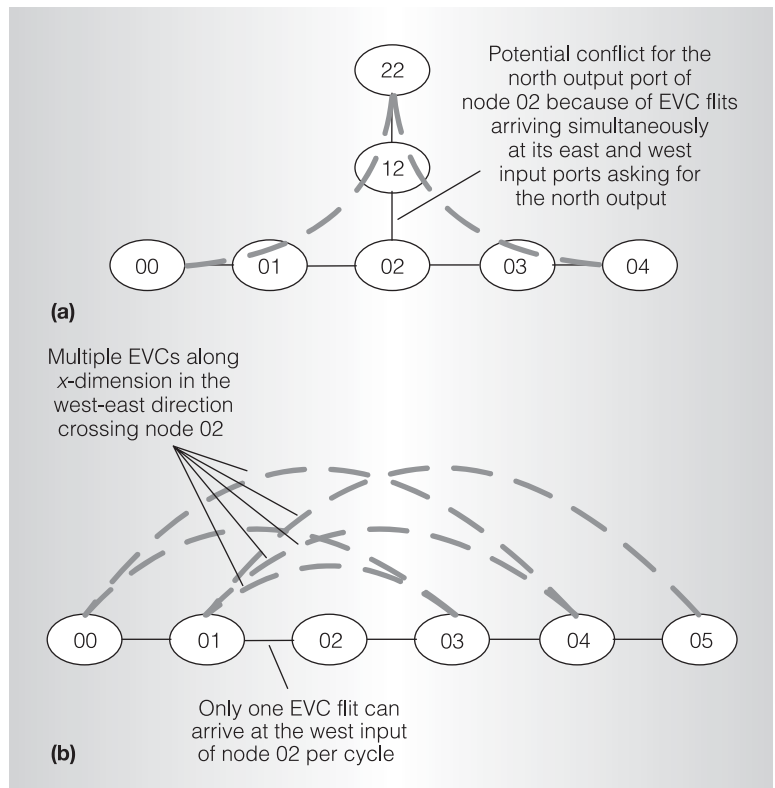 22
Potential conflict for the
north output port of
node 02 because of EVC flits
arriving simultaneously
at its east and west
input ports asking for
the north output
12
00
01
02
03
04
(a)
Multiple EVCs along
x-dimension in the
west-east direction
crossing node 02
00
01
02
03
04
05
Only one EVC flit can
arrive at the west input
of node 02 per cycle
(b)